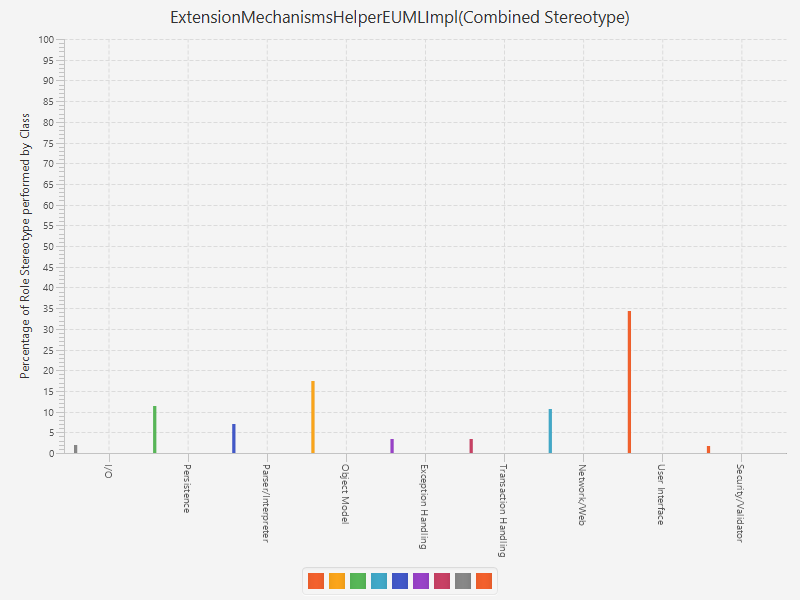 ExtensionMechanismsHelperEUMLImpl(Combined Stereotype)
Percentage of Role Stereotype performed by Class
100
95
90
85
80
75
70
65
60
55
50
45
40
35
30
25
20
15
10
5
0
I/O
Persistence
Parser/Interpreter
Object Model
Exception Handling
Transaction Handling
Network/Web
User Interface
Security/Validator